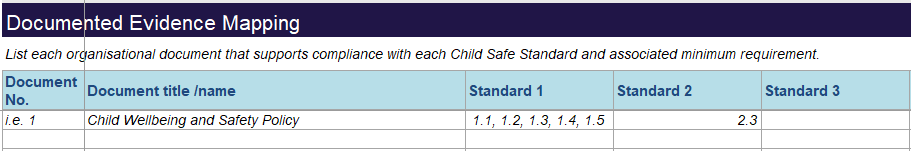 Documented Evidence Mapping
List each organisational document that supports compliance with each Child Safe Standard and associated minimum requirement.
Document No. Document title /name Standard 1 Standard 2 Standard 3
i.e. 1 Child Wellbeing and Safety Policy 1.1, 1.2, 1.3, 1.4, 1.5 2.3